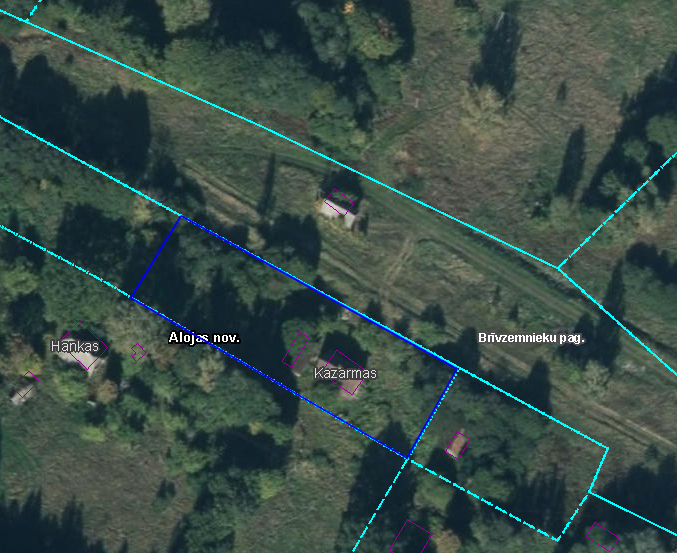 Alojas nov.
Brīvzemnieku pag.
Hankas
Kazarmas